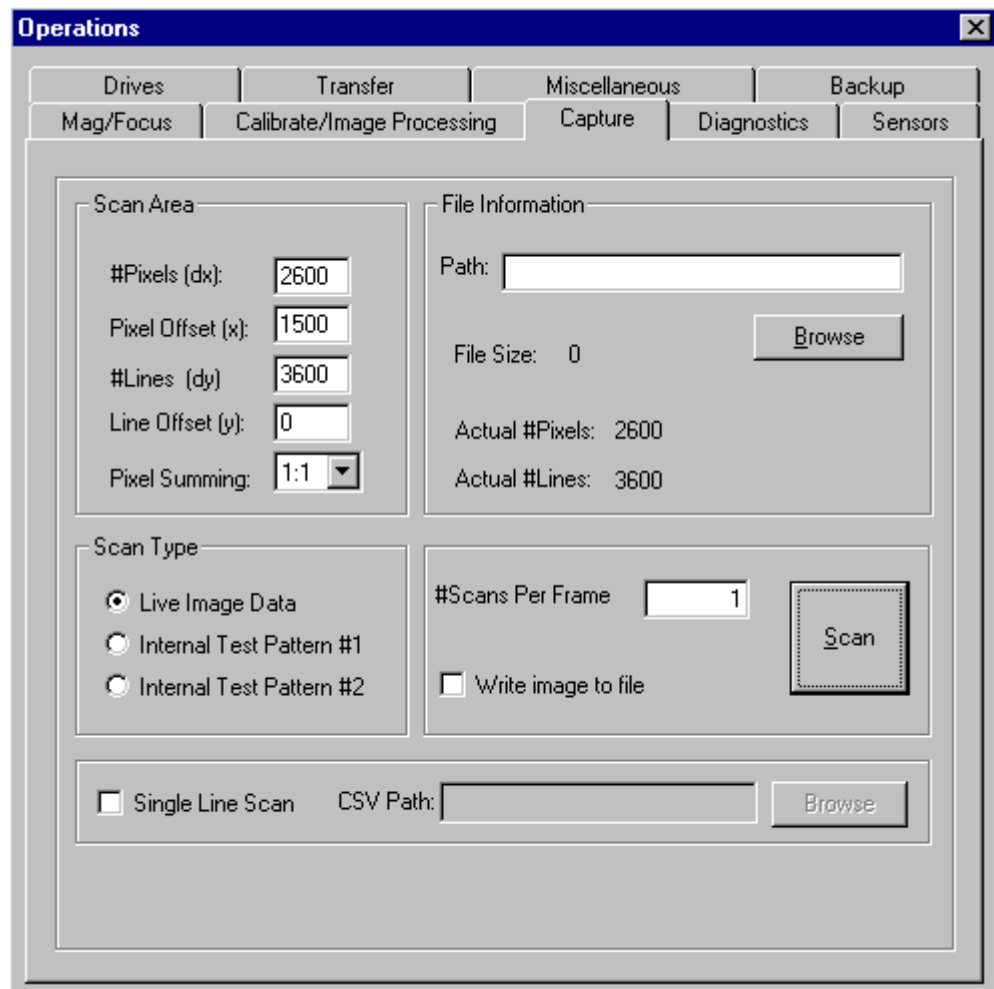 Operations
Drives Transfer Miscellaneous Backup
Mag/Focus Calibrate/Image Processing Capture Diagnostics Sensors
Scan Area
#Pixels (dx): 2600
Pixel Offset (x): 1500
#Lines (dy) 3600
Line Offset (y): 0
Pixel Summing: 1:1
File Information
Path:
Browse
File Size: 0
Actual #Pixels: 2600
Actual #Lines: 3600
Scan Type
Live Image Data
Internal Test Pattern #1
Internal Test Pattern #2
#Scans Per Frame 1
Scan
Write image to file
Single Line Scan CSV Path: Browse